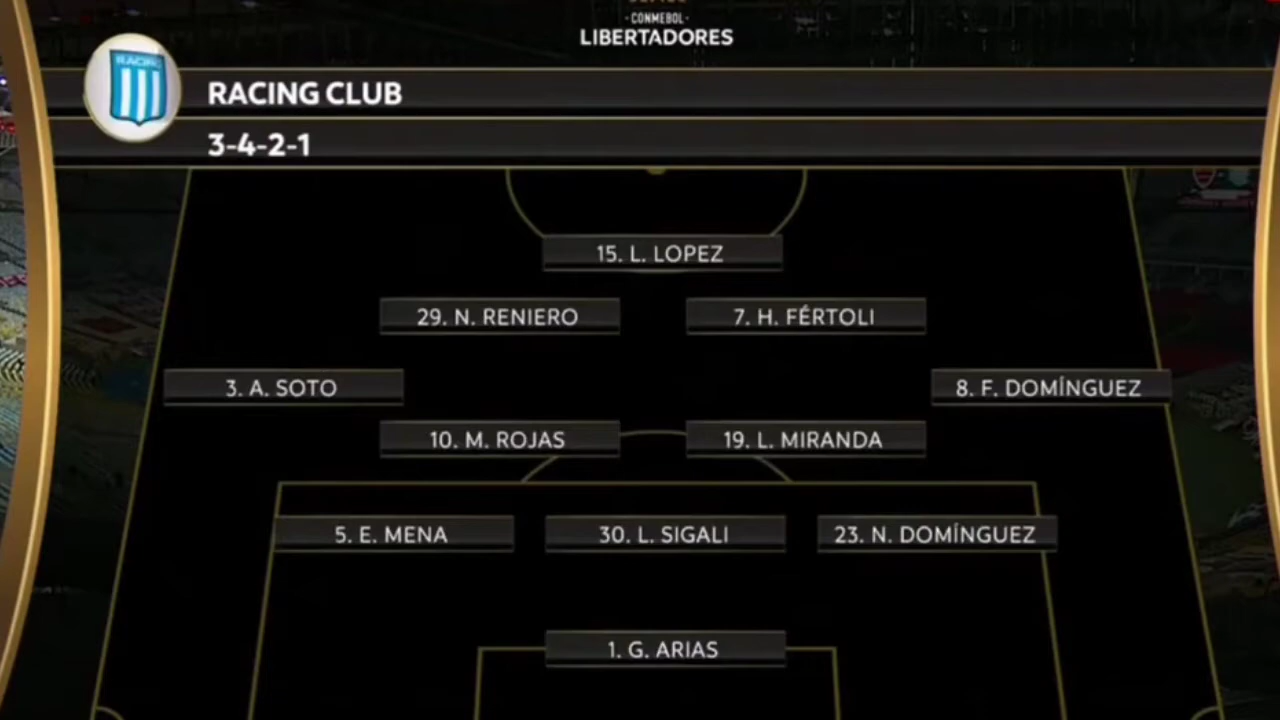 ·CONMEBOL·
LIBERTADORES
RACING
RACING CLUB
3-4-2-1
15. L. LOPEZ
29. N. RENIERO
7. H. FÉRTOLI
3. A. SOTO
8. F. DOMÍNGUEZ
10. M. ROJAS
19. L. MIRANDA
5. E. MENA
30. L. SIGALI
23. N. DOMÍNGUEZ
1. G. ARIAS